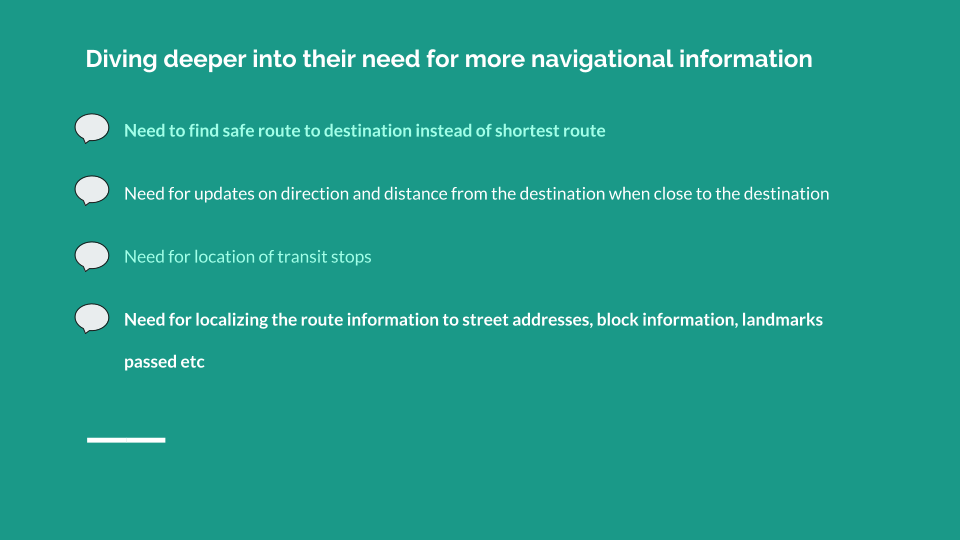 Diving deeper into their need for more navigational information
Need to find safe route to destination instead of shortest route
Need for updates on direction and distance from the destination when close to the destination
Need for location of transit stops
Need for localizing the route information to street addresses, block information, landmarks
passed etc